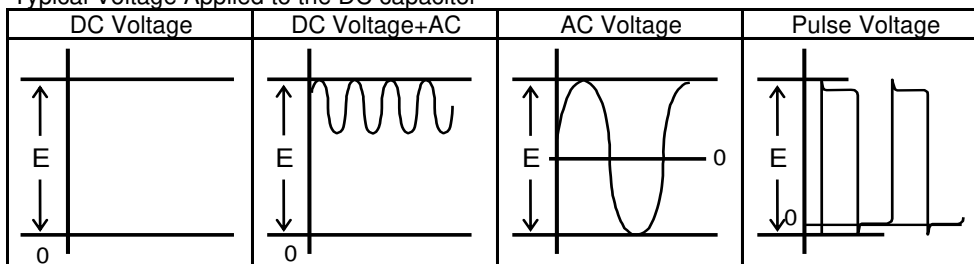 Typical Voltage Applied to the DC capacitor
DC Voltage DC Voltage+AC AC Voltage Pulse Voltage
E E E 0 E
0
0 0